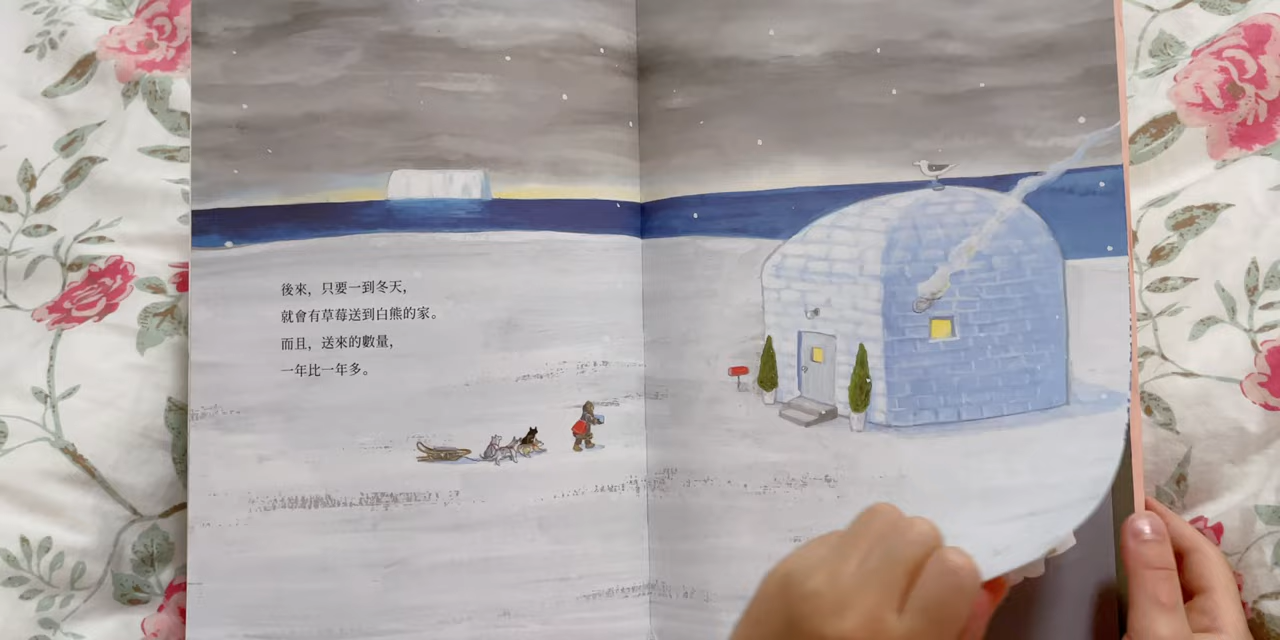 後來，只要一到冬天，
就會有草莓送到白熊的家。
而且，送來的數量，
一年比一年多。